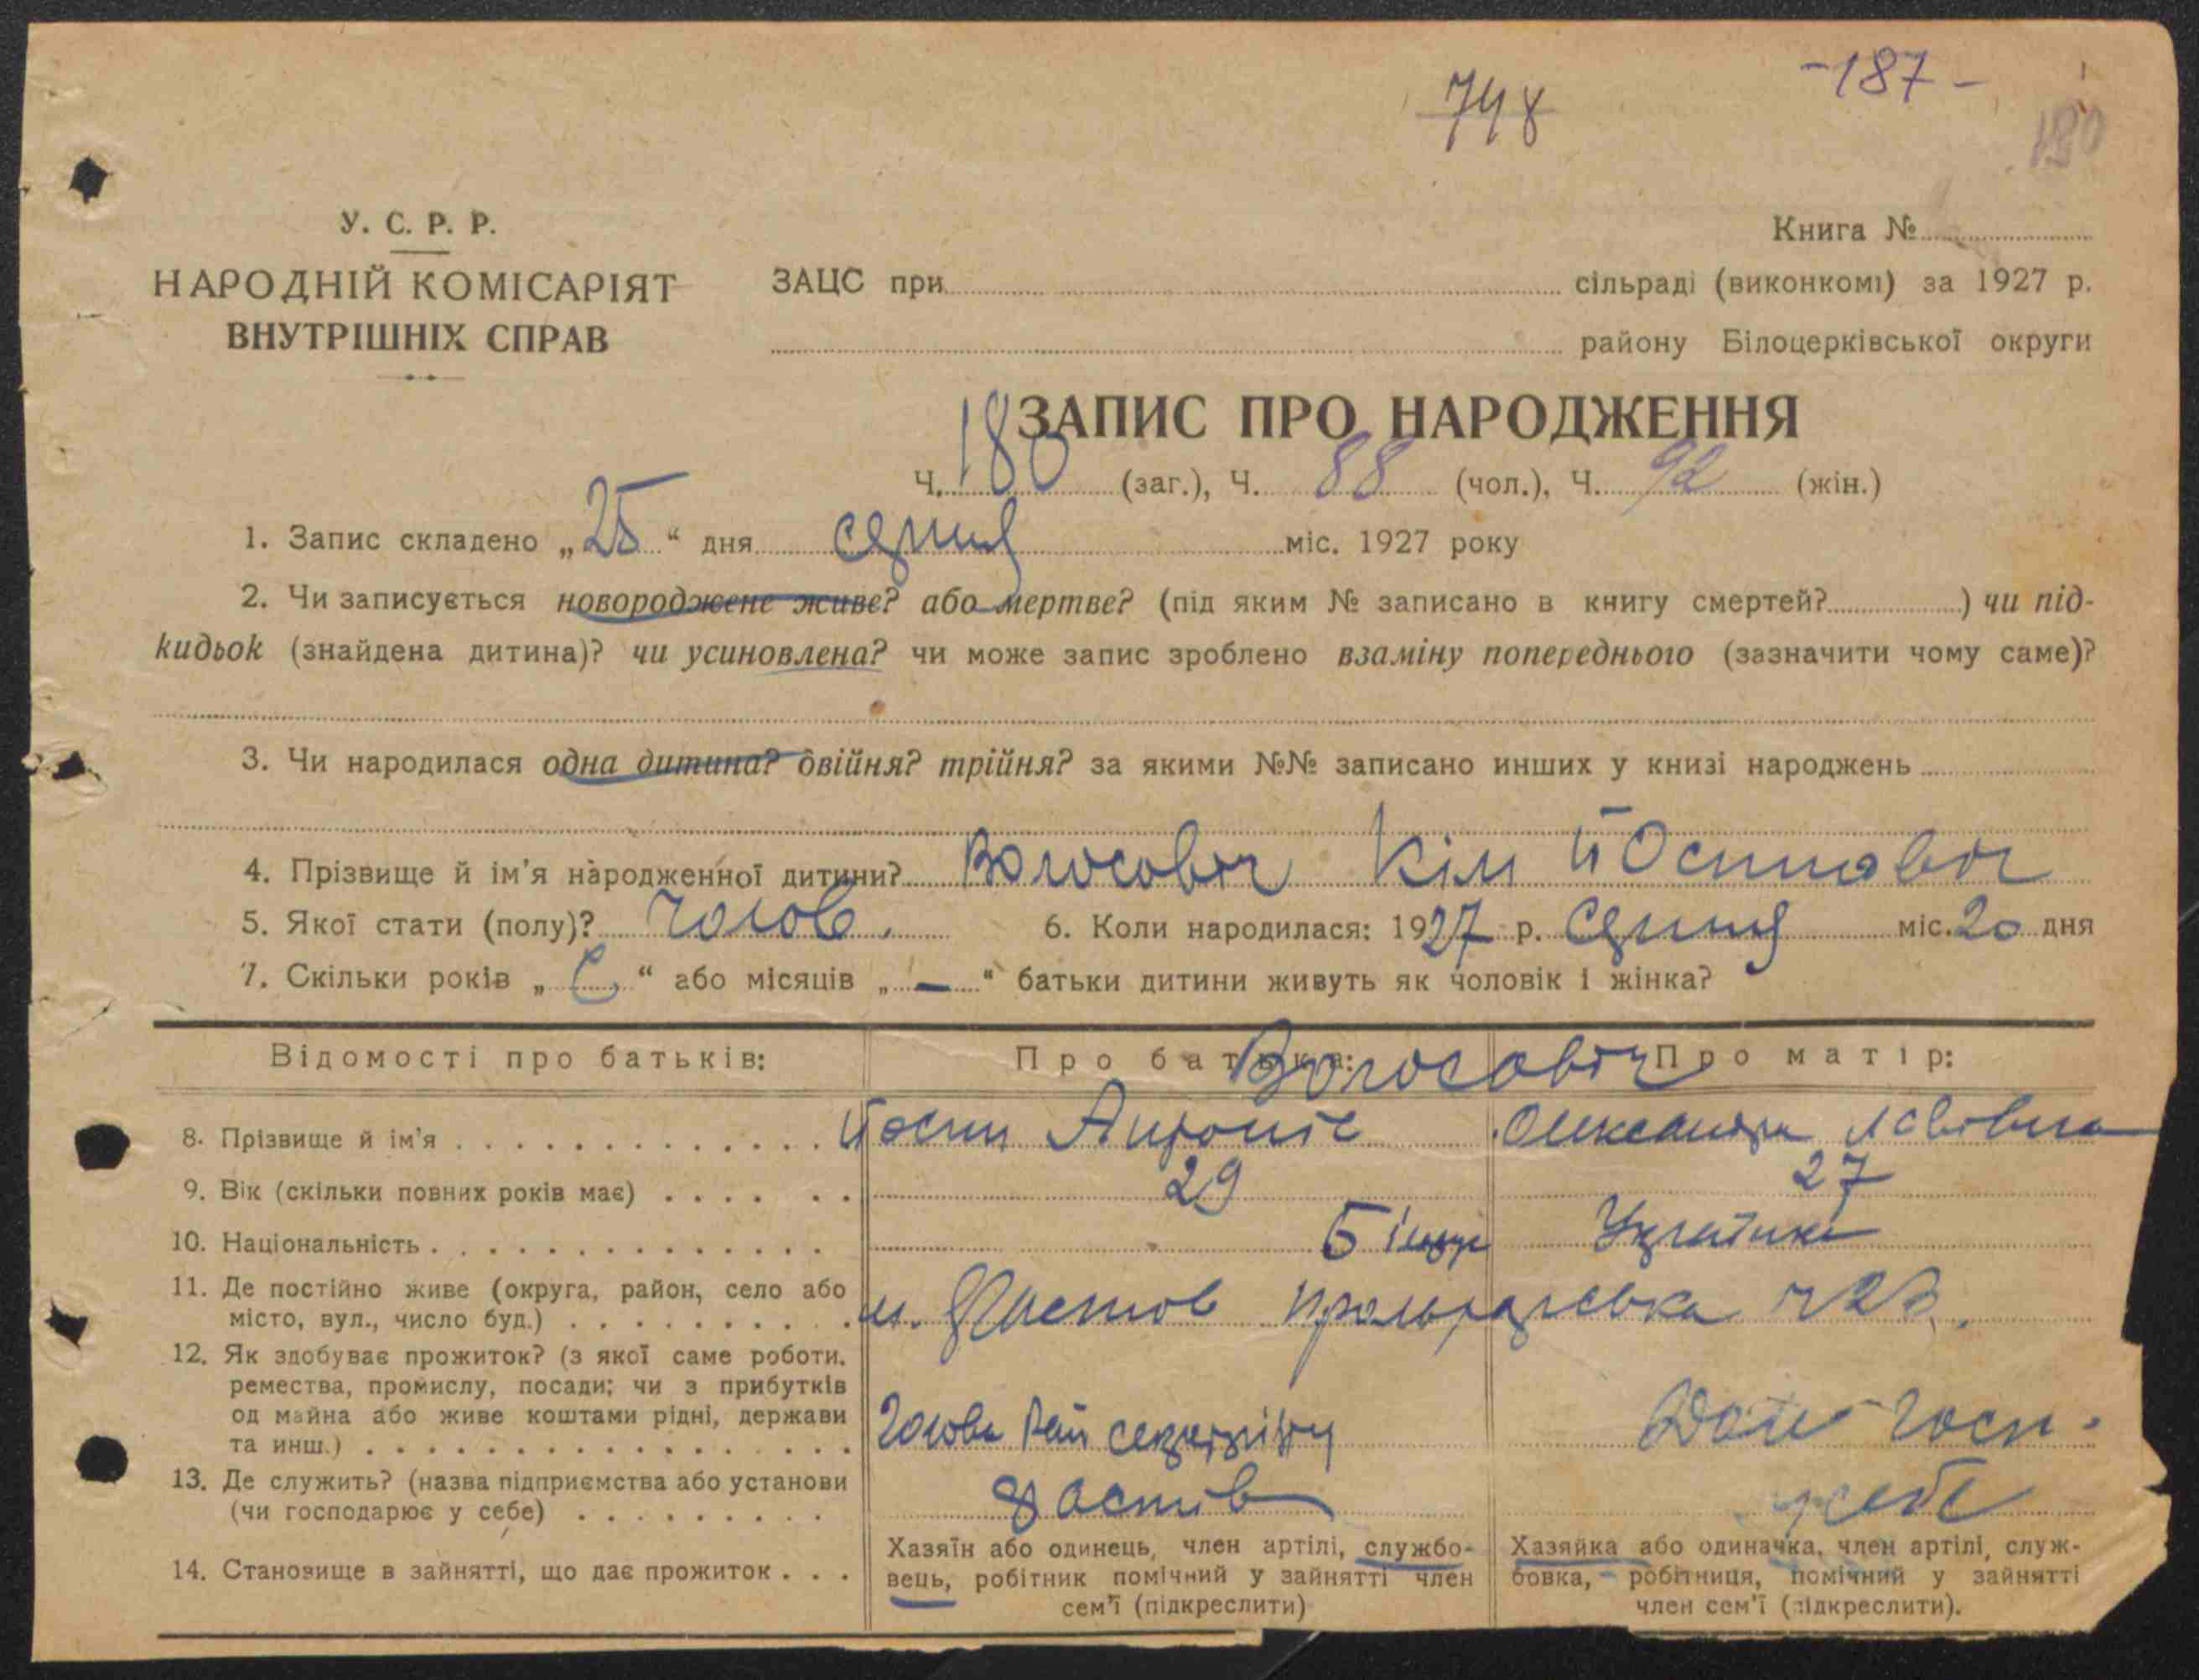 748
-187-
180
У. С. Р. Р.
НАРОДНІЙ КОМІСАРІЯТ
ВНУТРІШНІХ СПРАВ
Книга №
ЗАЦС при сільраді (виконкомі) за 1927 р.
району Білоцерківської округи
ЗАПИС ПРО НАРОДЖЕННЯ
Ч. 180 (заг.), Ч. 88 (чол.), Ч. 92 (жін.)
1. Запис складено „25“ дня серпня міс. 1927 року
2. Чи записується новороджене живе? або мертве? (під яким № записано в книгу смертей? ) чи під-
кидьок (знайдена дитина)? чи усиновлена? чи може запис зроблено взаміну попереднього (зазначити чому саме)?
3. Чи народилася одна дитина? двійня? трійня? за якими №№ записано инших у книзі народжень
4. Прізвище й ім'я народженної дитини? Волосовіч Кім Йостпович
5. Якої стати (полу)? чолов. 6. Коли народилася: 1927 р. серпня міс. 20 дня
7. Скільки років „ “ або місяців „—“ батьки дитини живуть як чоловік і жінка?
Відомості про батьків: Про батька: Про матір:
Волосовіч
8. Прізвище й ім'я Олександра
9. Вік (скільки повних років має) 29 27
10. Національність Білорус Українка
11. Де постійно живе (округа, район, село або
місто, вул., число буд.) м. Фастов
12. Як здобуває прожиток? (з якої саме роботи,
ремества, промислу, посади; чи з прибутків
од майна або живе коштами рідні, держави
та инш.) Голова Рай Дом госп.
13. Де служить? (назва підприємства або установи
(чи господарює у себе) Фастів у себе
14. Становище в зайнятті, що дає прожиток
Хазяїн або одинець, член артілі, службо-
вець, робітник помічний у зайнятті член
сем'ї (підкреслити)
Хазяйка або одиначка, член артілі, служ-
бовка, робітниця, помічний у зайнятті
член сем'ї (підкреслити).